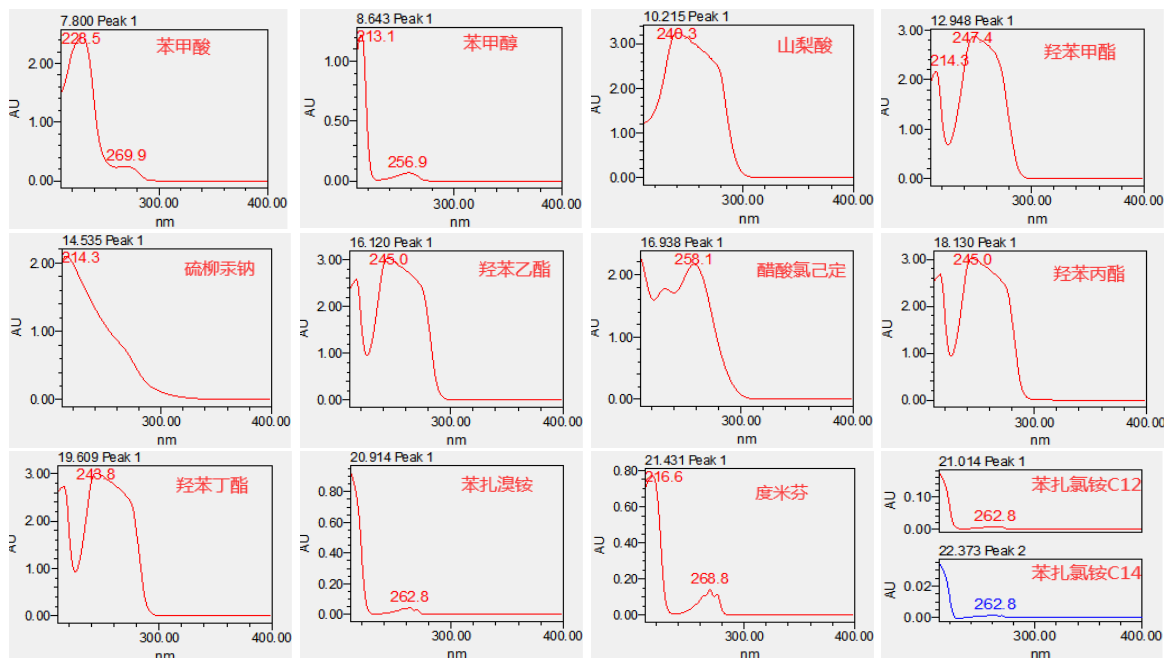 7.800 Peak 1
228.5
苯甲酸
2.00
AU
1.00
269.9
0.00
300.00
400.00
nm
8.643 Peak 1
213.1
苯甲醇
1.00
AU
0.50
256.9
0.00
300.00
400.00
nm
10.215 Peak 1
240.3
山梨酸
3.00
2.00
AU
1.00
0.00
300.00
400.00
nm
12.948 Peak 1
247.4
羟苯甲酯
3.00
214.3
2.00
AU
1.00
0.00
300.00
400.00
nm
14.535 Peak 1
214.3
硫柳汞钠
2.00
AU
1.00
0.00
300.00
400.00
nm
16.120 Peak 1
245.0
羟苯乙酯
3.00
2.00
AU
1.00
0.00
300.00
400.00
nm
16.938 Peak 1
258.1
醋酸氯己定
2.00
AU
1.00
0.00
300.00
400.00
nm
18.130 Peak 1
245.0
羟苯丙酯
3.00
2.00
AU
1.00
0.00
300.00
400.00
nm
19.609 Peak 1
243.8
羟苯丁酯
3.00
2.00
AU
1.00
0.00
300.00
400.00
nm
20.914 Peak 1
苯扎溴铵
0.80
0.60
AU
0.40
0.20
262.8
0.00
300.00
400.00
nm
21.431 Peak 1
0.80
216.6
度米芬
0.60
AU
0.40
268.8
0.20
0.00
300.00
400.00
nm
21.014 Peak 1
苯扎氯铵C12
0.10
AU
262.8
0.00
22.373 Peak 2
苯扎氯铵C14
0.02
AU
262.8
0.00
300.00
400.00
nm